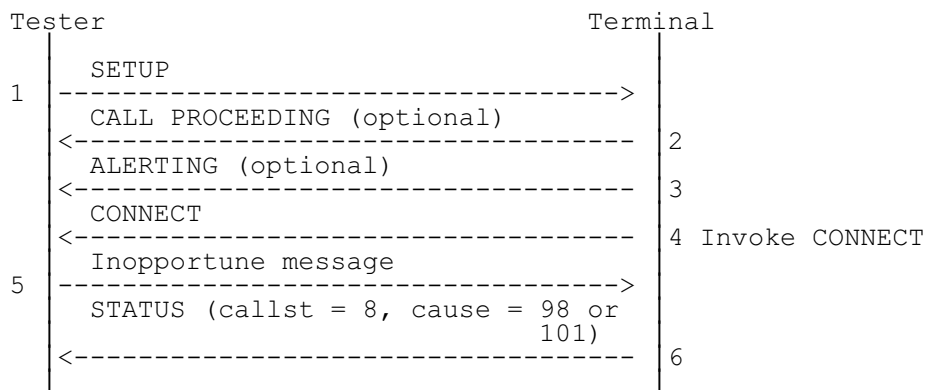 Tester Terminal
SETUP
1
CALL PROCEEDING (optional)
2
ALERTING (optional)
3
CONNECT
4 Invoke CONNECT
Inopportune message
5
STATUS (callst = 8, cause = 98 or
101)
6